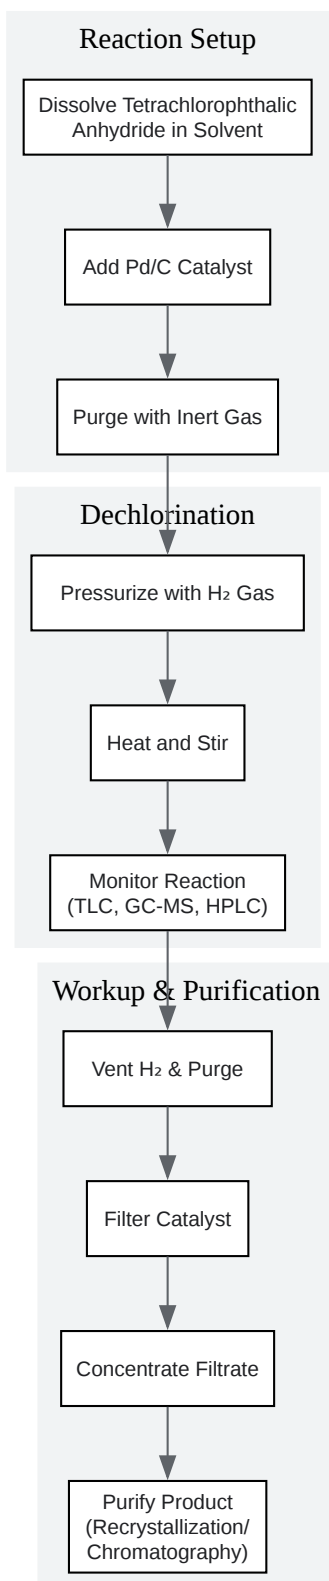 Reaction Setup
Dissolve Tetrachlorophthalic
Anhydride in Solvent
Add Pd/C Catalyst
Purge with Inert Gas
Dechlorination
Pressurize with H₂ Gas
Heat and Stir
Monitor Reaction
(TLC, GC-MS, HPLC)
Workup & Purification
Vent H₂ & Purge
Filter Catalyst
Concentrate Filtrate
Purify Product
(Recrystallization/
Chromatography)